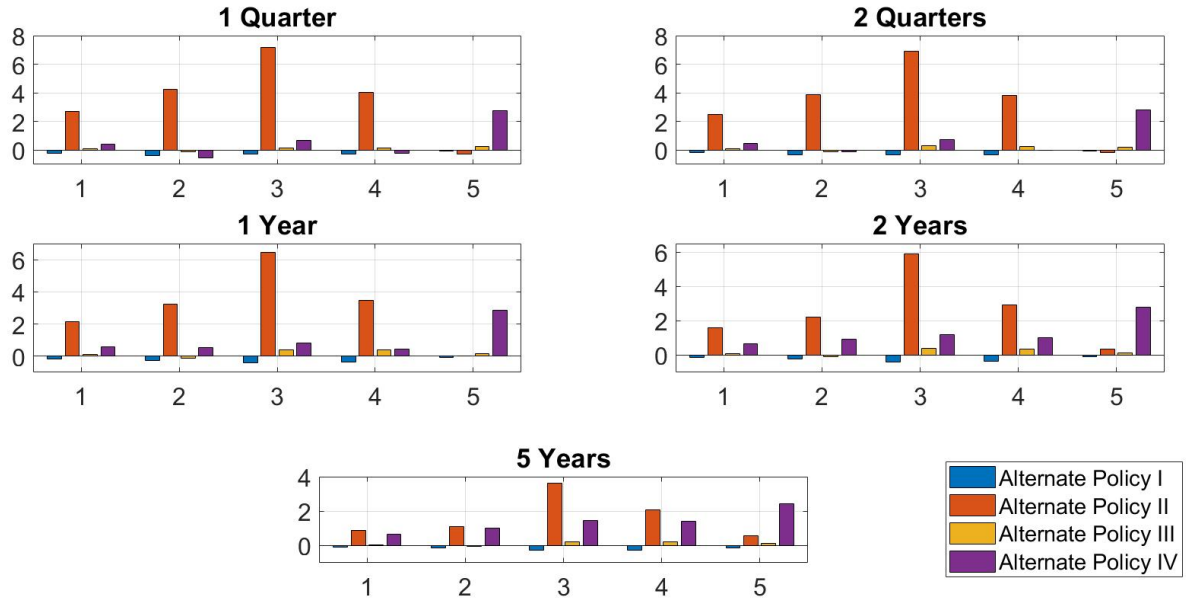 1 Quarter
8
6
4
2
0
1 2 3 4 5
2 Quarters
8
6
4
2
0
1 2 3 4 5
1 Year
6
4
2
0
1 2 3 4 5
2 Years
6
4
2
0
1 2 3 4 5
5 Years
4
2
0
1 2 3 4 5
Alternate Policy I
Alternate Policy II
Alternate Policy III
Alternate Policy IV